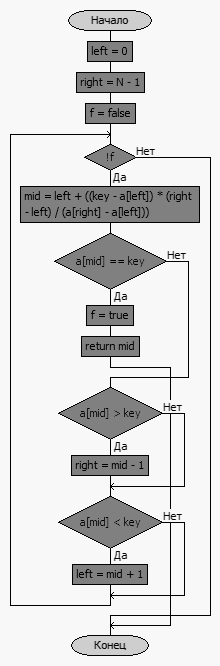 Начало
left = 0
right = N - 1
f = false
!f
Нет
Да
mid = left + ((key - a[left]) * (right
- left) / (a[right] - a[left]))
a[mid] == key
Нет
Да
f = true
return mid
a[mid] > key
Нет
Да
right = mid - 1
a[mid] < key
Нет
Да
left = mid + 1
Конец